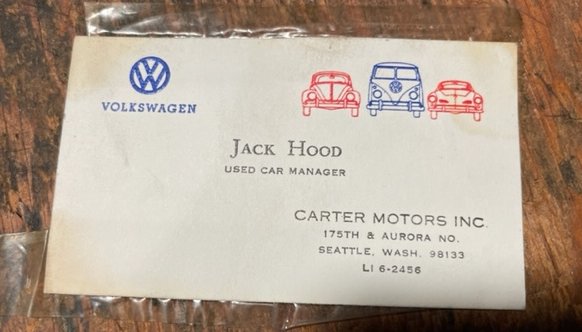 VW
VOLKSWAGEN
JACK HOOD
USED CAR MANAGER
CARTER MOTORS INC.
175TH & AURORA NO.
SEATTLE, WASH. 98133
LI 6-2456